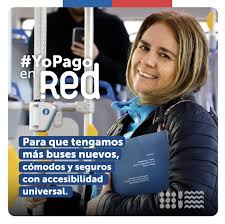 #YoPago
en Red
Para que tengamos
más buses nuevos,
cómodos y seguros
con accesibilidad
universal.